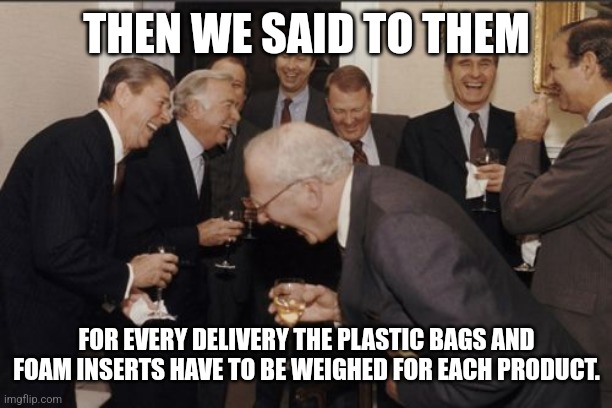 THEN WE SAID TO THEM
FOR EVERY DELIVERY THE PLASTIC BAGS AND
FOAM INSERTS HAVE TO BE WEIGHED FOR EACH PRODUCT.
imgflip.com